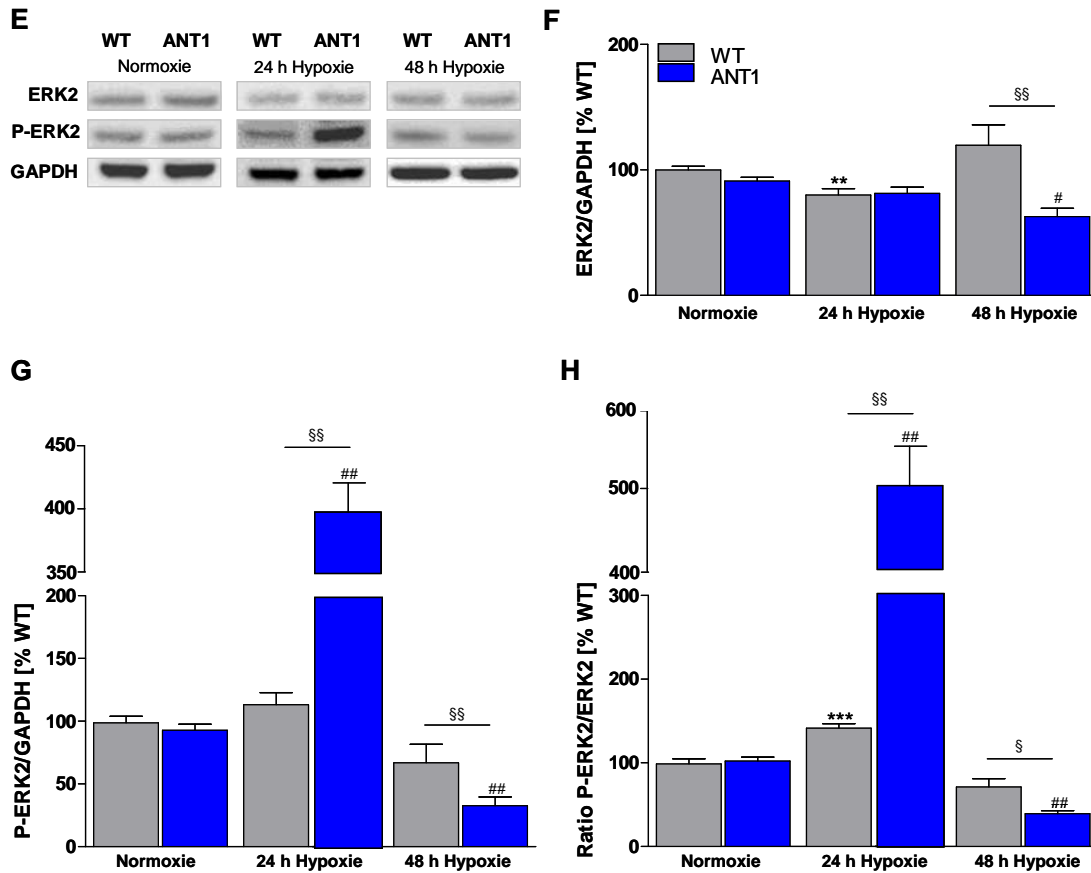 E
WT ANT1 WT ANT1 WT ANT1
Normoxie 24 h Hypoxie 48 h Hypoxie
ERK2
P-ERK2
GAPDH
F
ERK2/GAPDH [% WT]
200
100
0
WT
ANT1
**
§§
#
Normoxie 24 h Hypoxie 48 h Hypoxie
G
P-ERK2/GAPDH [% WT]
450
400
350
200
150
100
50
0
§§
##
§§
##
Normoxie 24 h Hypoxie 48 h Hypoxie
H
Ratio P-ERK2/ERK2 [% WT]
600
500
400
300
200
100
0
§§
##
***
§
##
Normoxie 24 h Hypoxie 48 h Hypoxie